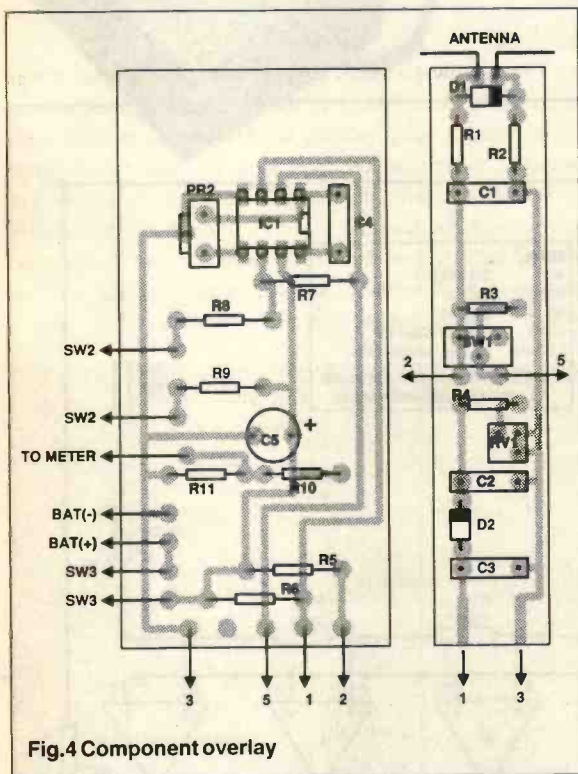 ANTENNA
D1
R1
R2
C1
PR2
IC1
C4
R7
R3
R8
SW1
SW2
2
5
R9
R4
SW2
RV1
C5
+
TO METER
R11
R10
C2
BAT(-)
D2
BAT(+)
R5
C3
SW3
R6
SW3
3
5
1
2
1
3
Fig.4 Component overlay